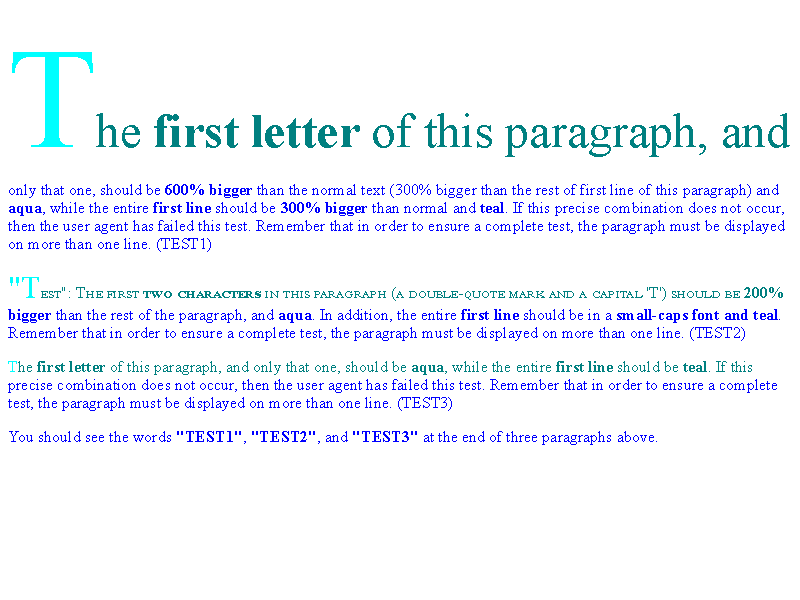 The first letter of this paragraph, and
only that one, should be 600% bigger than the normal text (300% bigger than the rest of first line of this paragraph) and
aqua, while the entire first line should be 300% bigger than normal and teal. If this precise combination does not occur,
then the user agent has failed this test. Remember that in order to ensure a complete test, the paragraph must be displayed
on more than one line. (TEST1)
"Test": The first two characters in this paragraph (a double-quote mark and a capital 'T') should be 200%
bigger than the rest of the paragraph, and aqua. In addition, the entire first line should be in a small-caps font and teal.
Remember that in order to ensure a complete test, the paragraph must be displayed on more than one line. (TEST2)
The first letter of this paragraph, and only that one, should be aqua, while the entire first line should be teal. If this
precise combination does not occur, then the user agent has failed this test. Remember that in order to ensure a complete
test, the paragraph must be displayed on more than one line. (TEST3)
You should see the words "TEST1", "TEST2", and "TEST3" at the end of three paragraphs above.